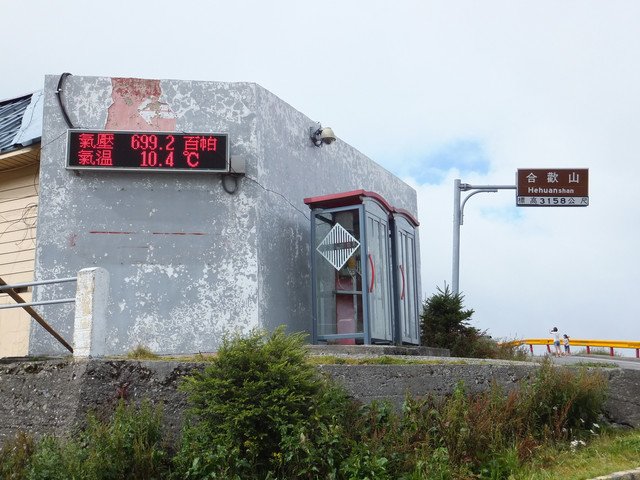 氣壓 699.2 百帕
氣溫 10.4 ℃
合歡山
Hehuanshan
標高3158公尺